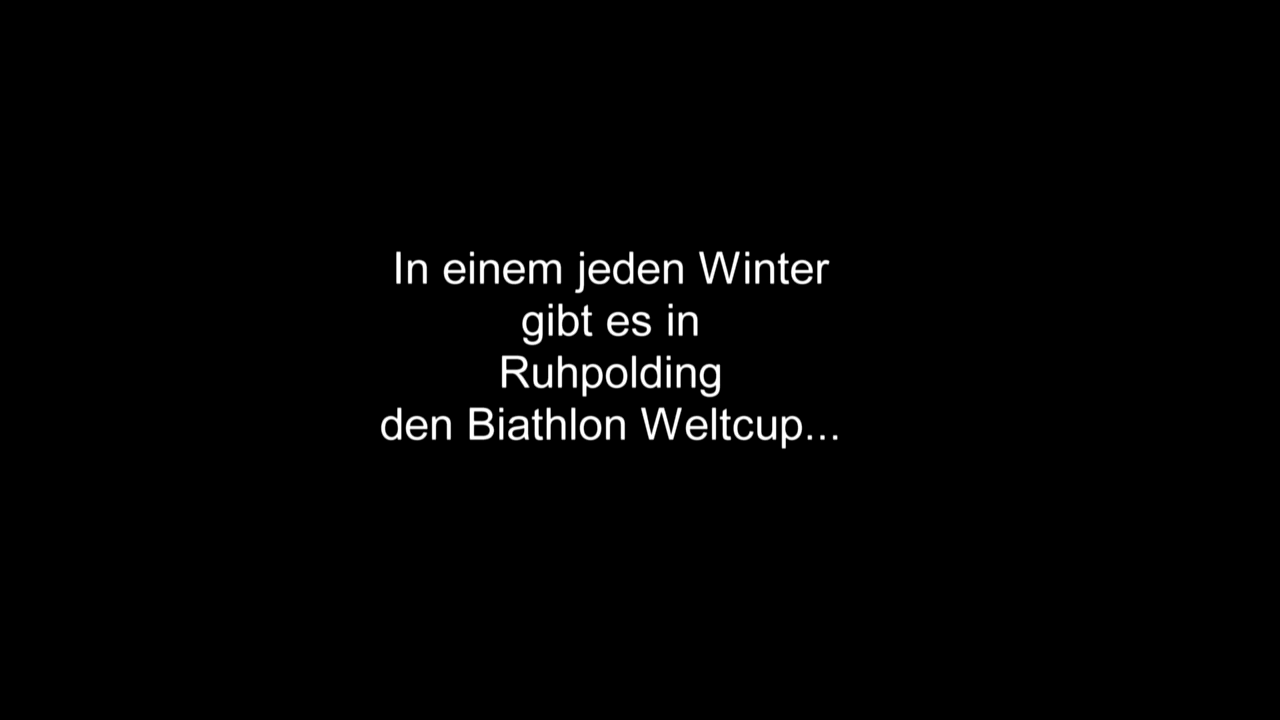 In einem jeden Winter
gibt es in
Ruhpolding
den Biathlon Weltcup...